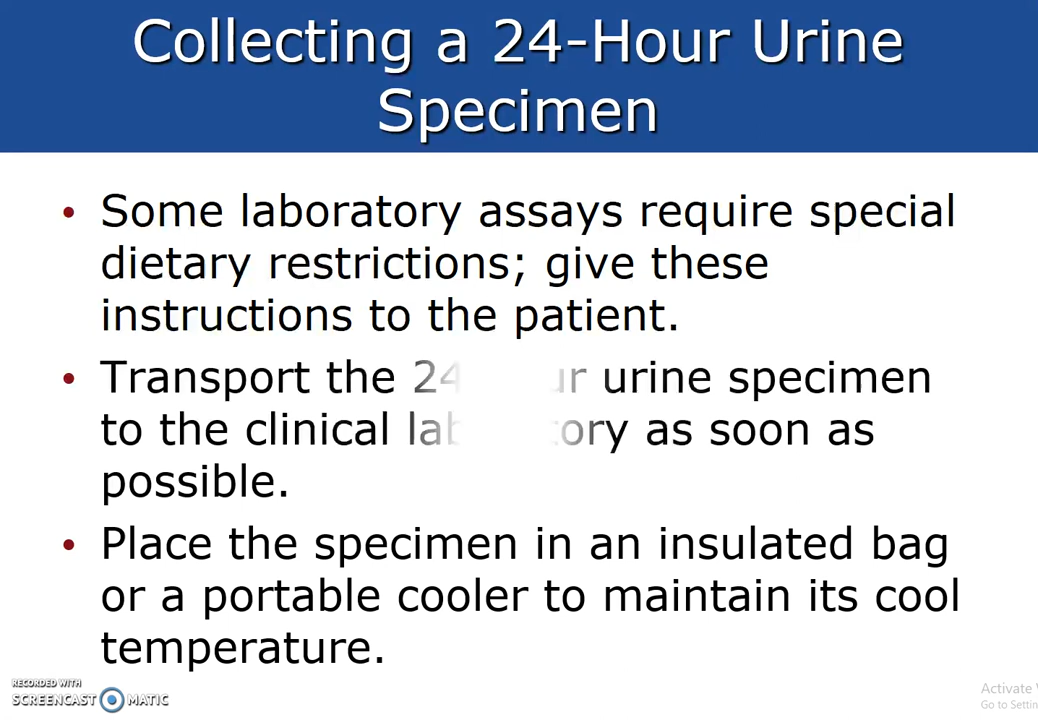 Collecting a 24-Hour Urine
Specimen
• Some laboratory assays require special
dietary restrictions; give these
instructions to the patient.
• Transport the 24 urine specimen
to the clinical as soon as
possible.
• Place the specimen in an insulated bag
or a portable cooler to maintain its cool
temperature.
RECORDED WITH
SCREENCAST MATIC
Activate
Go to